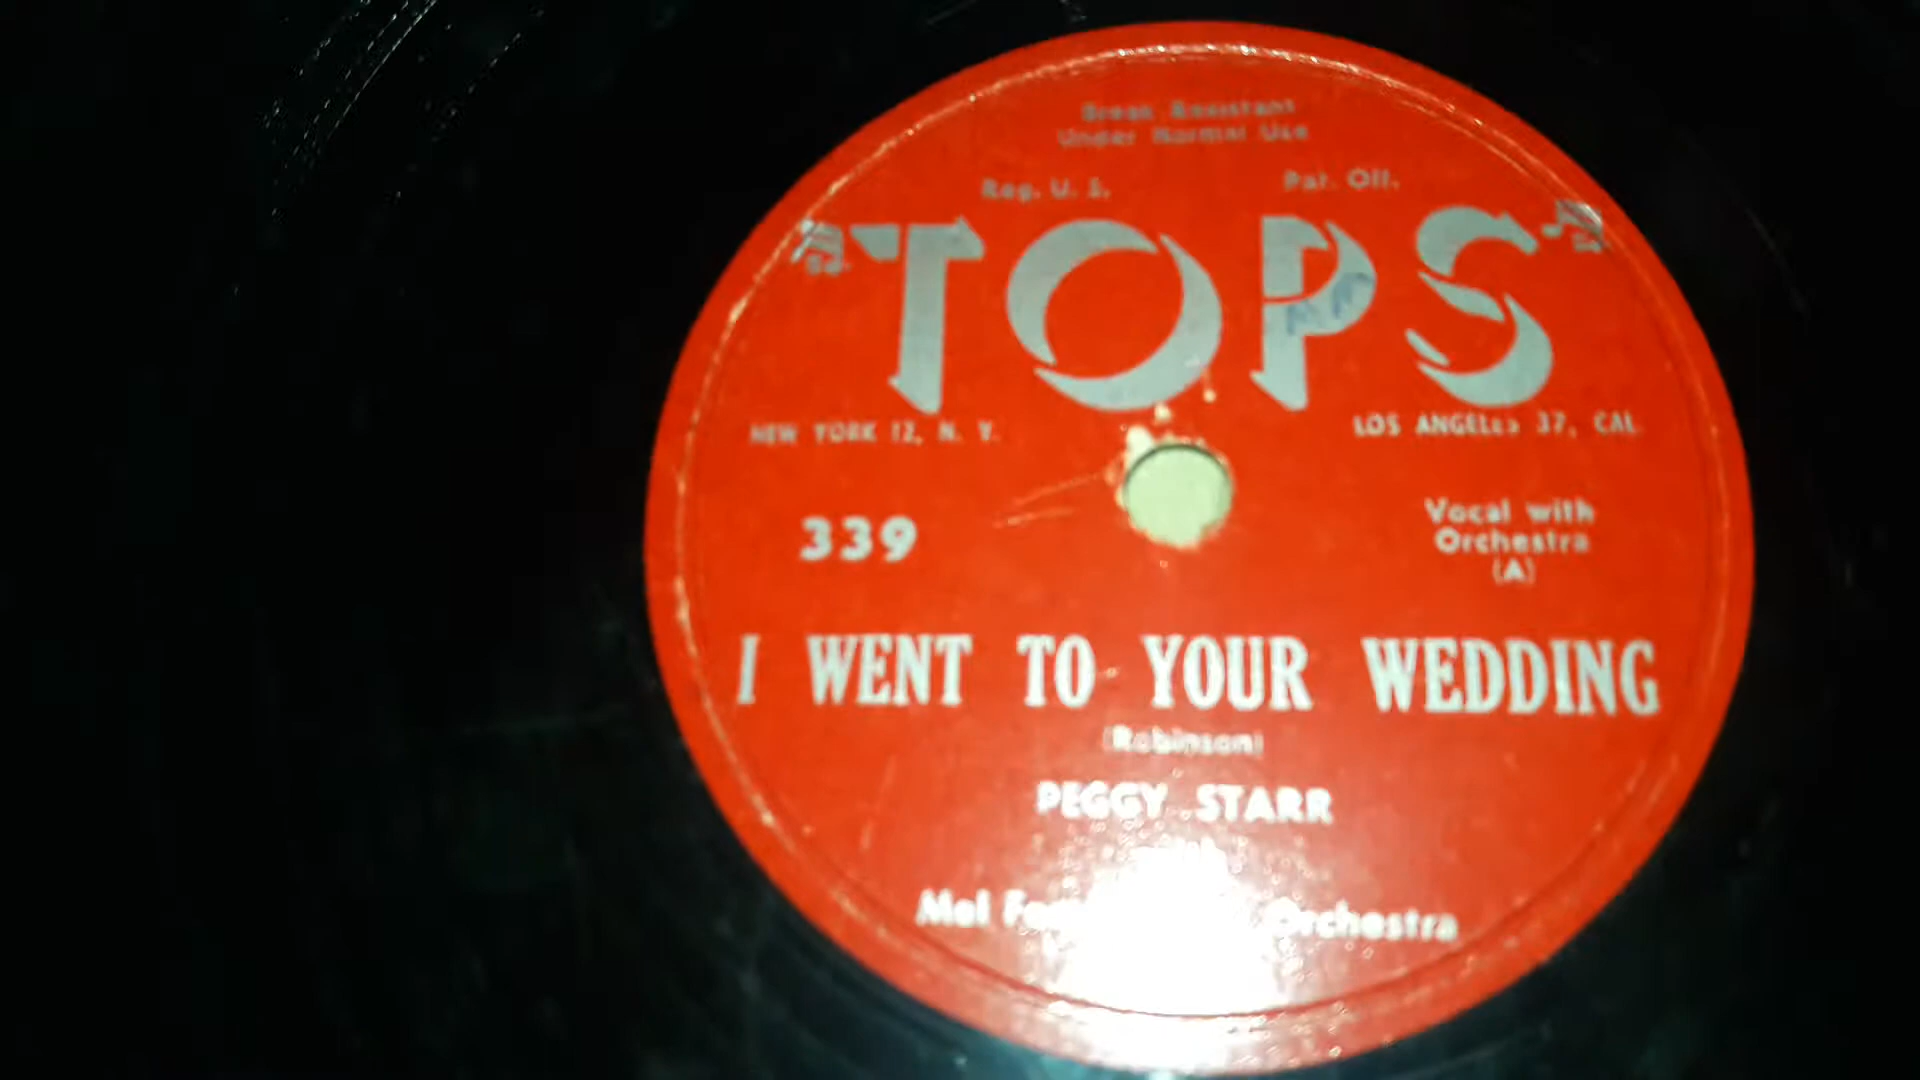 Break Resistant
Under Normal Use
Reg. U. S. Pat. Off.
"TOPS"
NEW YORK 12, N. Y. LOS ANGELES 37, CAL.
339
Vocal with
Orchestra
(A)
I WENT TO YOUR WEDDING
(Robinson)
PEGGY STARR
Mel Orchestra